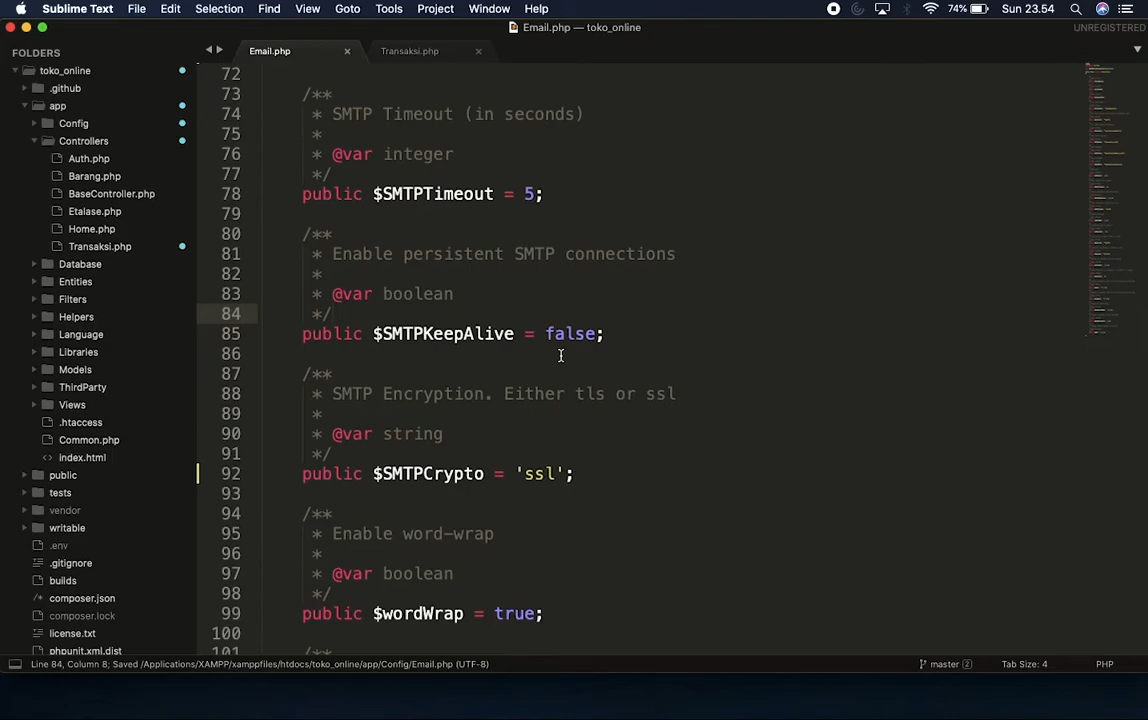 Sublime Text File Edit Selection Find View Goto Tools Project Window Help 74% Sun 23.54
Email.php — toko_online UNREGISTERED
FOLDERS
toko_online
.github
app
Config
Controllers
Auth.php
Barang.php
BaseController.php
Etalase.php
Home.php
Transaksi.php
Database
Entities
Filters
Helpers
Language
Libraries
Models
ThirdParty
Views
.htaccess
Common.php
<> index.html
public
tests
vendor
writable
.env
.gitignore
builds
/* composer.json
composer.lock
license.txt
phpunit.xml.dist
Email.php × Transaksi.php ×
72
73 /**
74 * SMTP Timeout (in seconds)
75 *
76 * @var integer
77 */
78 public $SMTPTimeout = 5;
79
80 /**
81 * Enable persistent SMTP connections
82 *
83 * @var boolean
84 */
85 public $SMTPKeepAlive = false;
86
87 /**
88 * SMTP Encryption. Either tls or ssl
89 *
90 * @var string
91 */
92 public $SMTPCrypto = 'ssl';
93
94 /**
95 * Enable word-wrap
96 *
97 * @var boolean
98 */
99 public $wordWrap = true;
100
101 /**
Line 84, Column 8; Saved /Applications/XAMPP/xamppfiles/htdocs/toko_online/app/Config/Email.php (UTF-8) master 2 Tab Size: 4 PHP